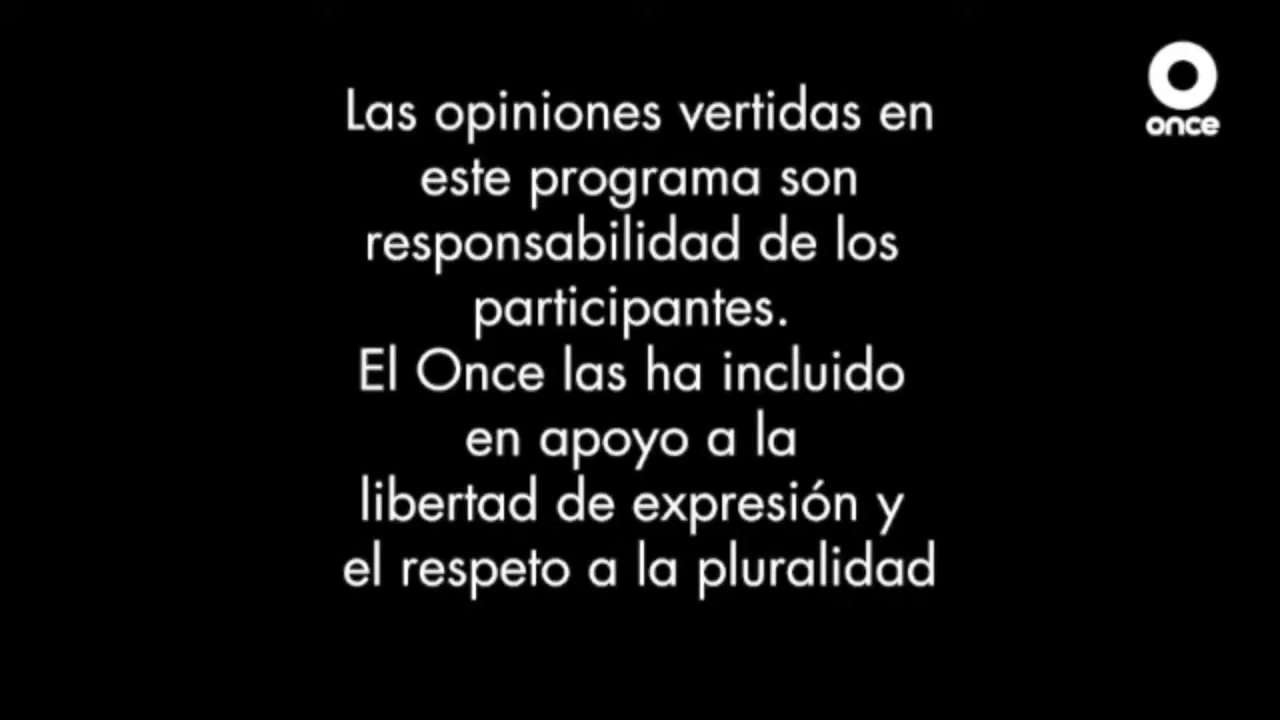 once
Las opiniones vertidas en
este programa son
responsabilidad de los
participantes.
El Once las ha incluido
en apoyo a la
libertad de expresión y
el respeto a la pluralidad